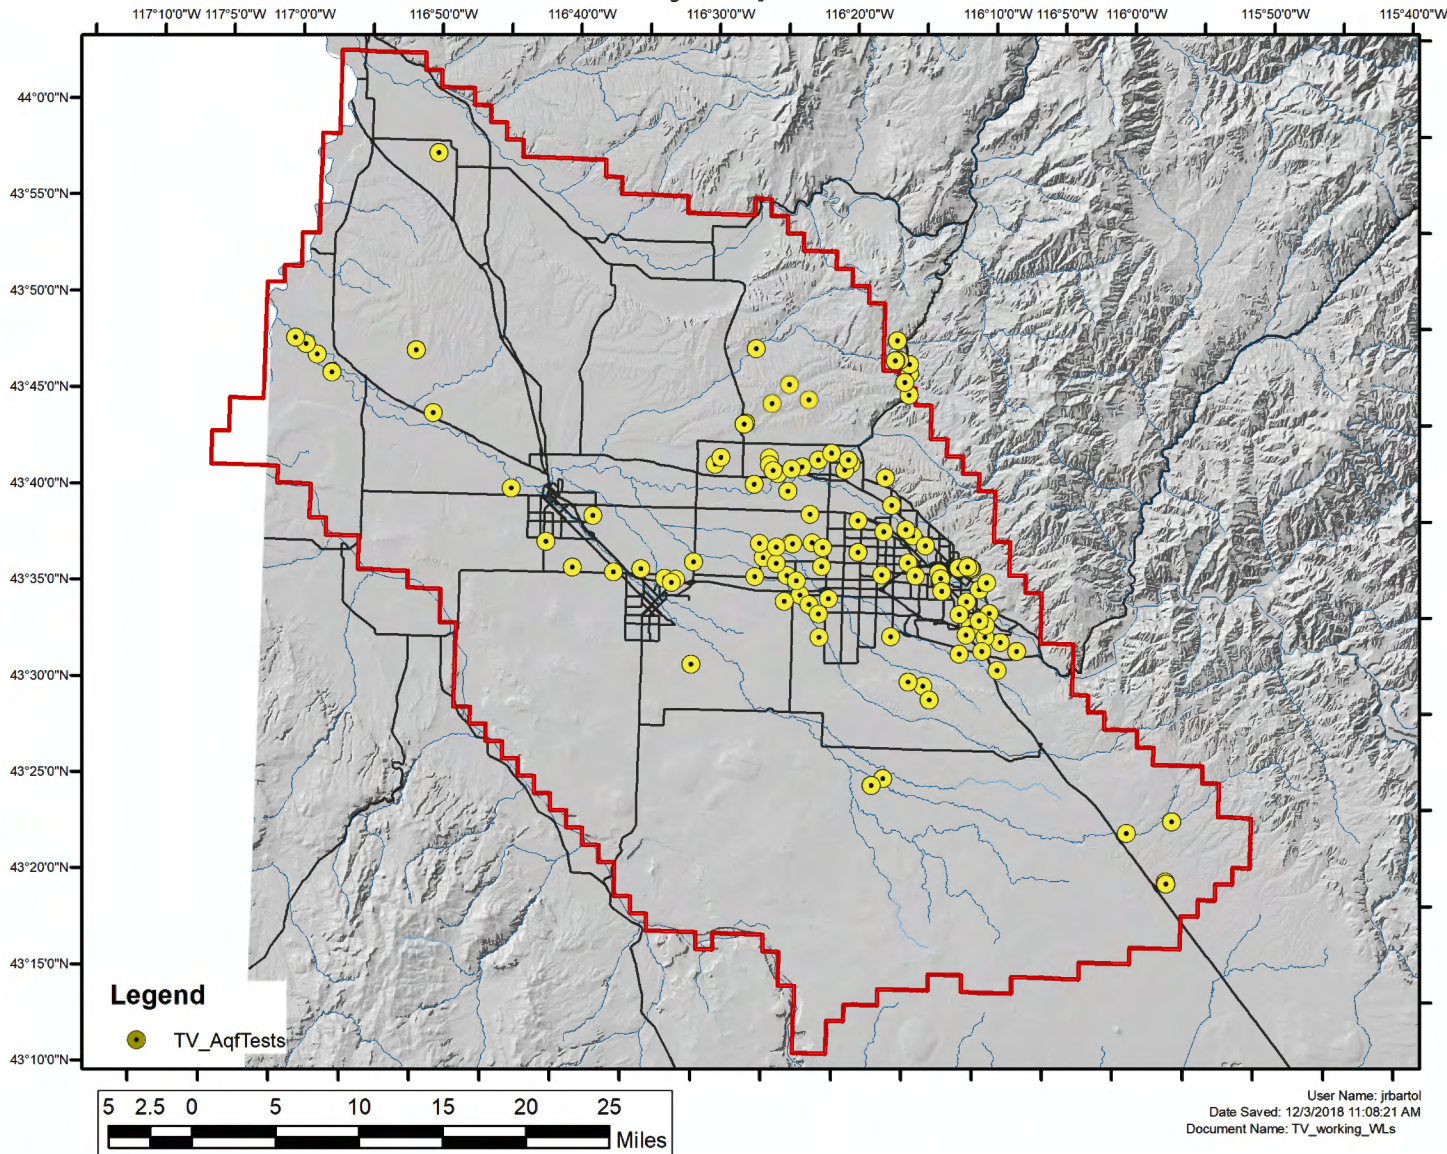 117°10'0"W 117°5'0"W 117°0'0"W 116°50'0"W 116°40'0"W 116°30'0"W 116°20'0"W 116°10'0"W 116°5'0"W 116°0'0"W 115°50'0"W 115°40'0"W
44°0'0"N
43°55'0"N
43°50'0"N
43°45'0"N
43°40'0"N
43°35'0"N
43°30'0"N
43°25'0"N
43°20'0"N
43°15'0"N
43°10'0"N
Legend
TV_AqfTests
5 2.5 0 5 10 15 20 25
Miles
User Name: jrbartol
Date Saved: 12/3/2018 11:08:21 AM
Document Name: TV_working_WLs